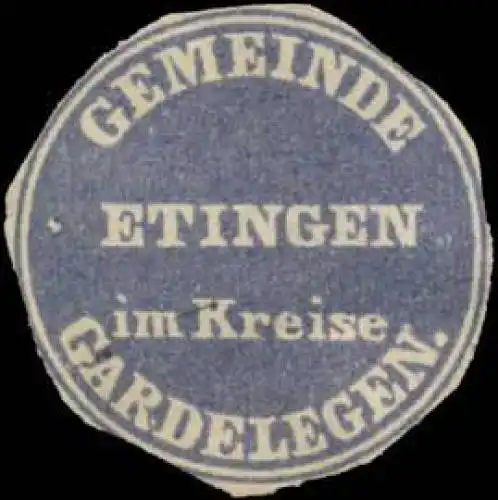 GEMEINDE
ETINGEN
im Kreise
GARDELEGEN.